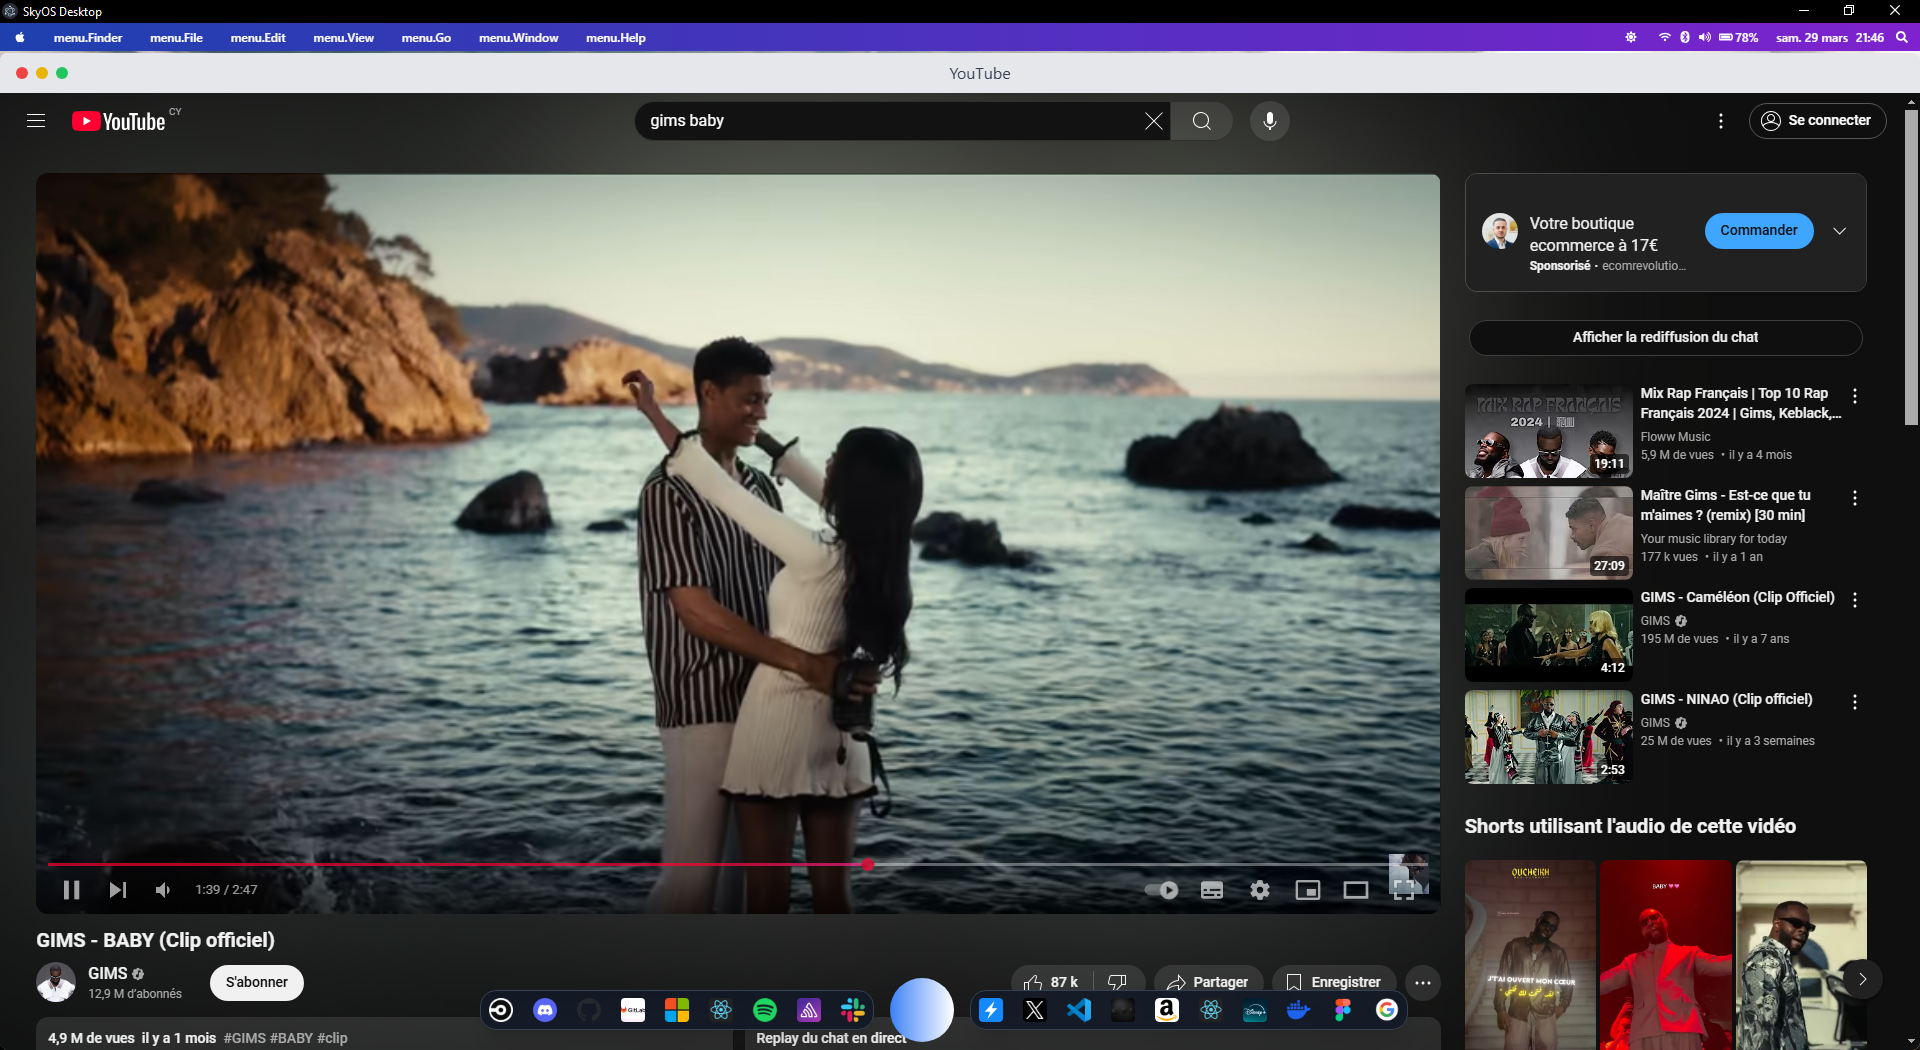 SkyOS Desktop
menu.Finder menu.File menu.Edit menu.View menu.Go menu.Window menu.Help
78% sam. 29 mars 21:46
YouTube
YouTube CY
gims baby
Se connecter
Votre boutique
ecommerce à 17€
Sponsorisé · ecomrevolutio...
Commander
Afficher la rediffusion du chat
MIX RAP FRANÇAIS
2024
19:11
Mix Rap Français | Top 10 Rap
Français 2024 | Gims, Keblack,...
Floww Music
5,9 M de vues • il y a 4 mois
27:09
Maître Gims - Est-ce que tu
m'aimes ? (remix) [30 min]
Your music library for today
177 k vues • il y a 1 an
4:12
GIMS - Caméléon (Clip Officiel)
GIMS
195 M de vues • il y a 7 ans
2:53
GIMS - NINAO (Clip officiel)
GIMS
25 M de vues • il y a 3 semaines
Shorts utilisant l'audio de cette vidéo
OUCHEIKH
J'T'AI OUVERT MON CŒUR
BABY
1:39 / 2:47
GIMS - BABY (Clip officiel)
GIMS
12,9 M d'abonnés
S'abonner
87 k
Partager
Enregistrer
GitLab
Disney+
4,9 M de vues il y a 1 mois #GIMS #BABY #clip
Replay du chat en direct